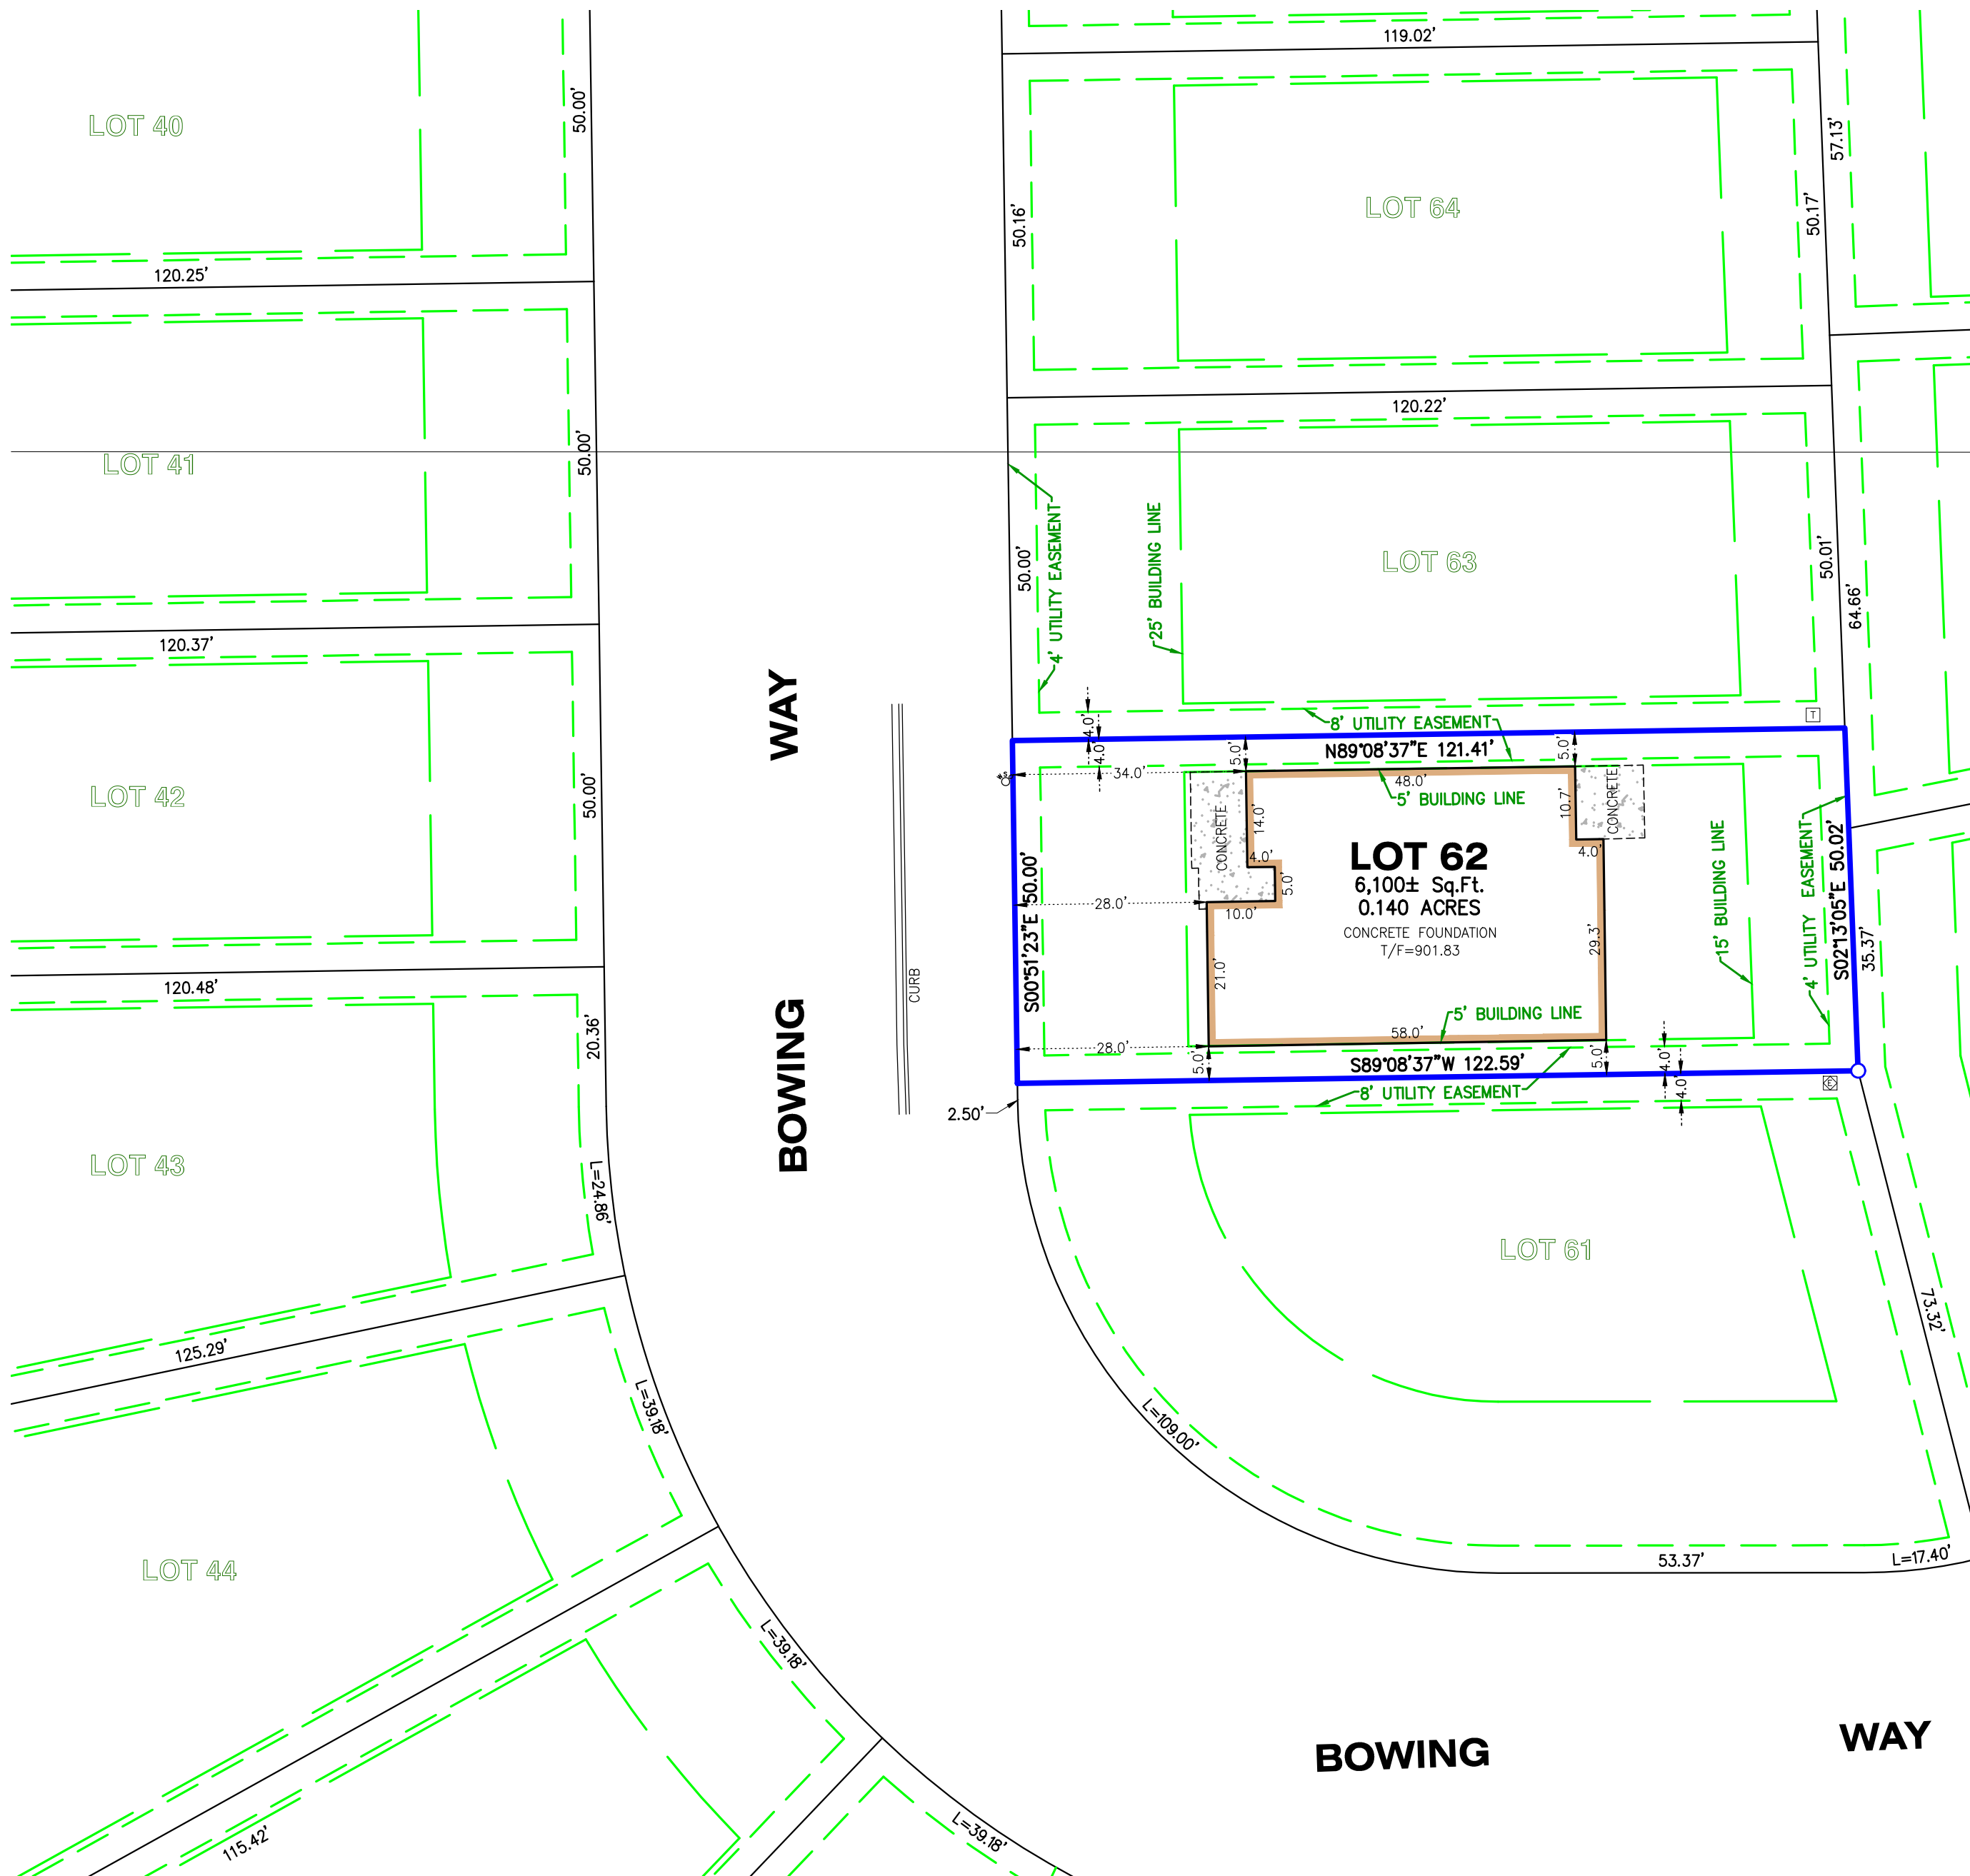 119.02'
LOT 40
50.00'
57.13'
LOT 64
50.16'
50.17'
120.25'
120.22'
LOT 41
50.00'
4' UTILITY EASEMENT
25' BUILDING LINE
LOT 63
50.00'
50.01'
64.66'
120.37'
WAY
4.0'
4.0'
8' UTILITY EASEMENT
5.0'
N89°08'37"E 121.41'
5.0'
34.0'
48.0'
5' BUILDING LINE
CONCRETE
10.7'
LOT 42
50.00'
14.0'
CONCRETE
4.0'
4.0'
LOT 62
6,100± Sq.Ft.
0.140 ACRES
CONCRETE FOUNDATION
T/F=901.83
5.0'
28.0'
10.0'
S00°51'23"E 50.00'
21.0'
29.3'
15' BUILDING LINE
4' UTILITY EASEMENT
S02°13'05"E 50.02'
35.37'
120.48'
CURB
20.36'
BOWING
5' BUILDING LINE
58.0'
28.0'
5.0'
S89°08'37"W 122.59'
5.0'
4.0'
4.0'
8' UTILITY EASEMENT
E
T
2.50'
LOT 43
L=24.86'
LOT 61
125.29'
73.32'
L=39.18'
L=109.00'
LOT 44
53.37'
L=17.40'
L=39.18'
BOWING
WAY
115.42'
L=39.18'